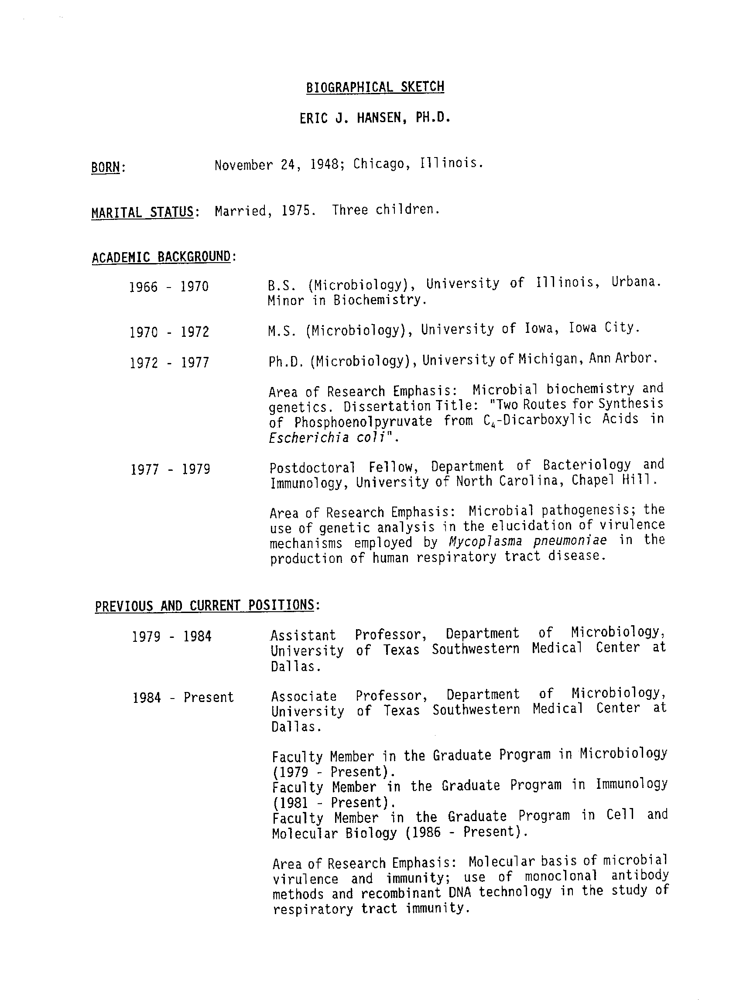 BIOGRAPHICAL SKETCH
ERIC J. HANSEN, PH.D.
BORN: November 24, 1948; Chicago, Illinois.
MARITAL STATUS: Married, 1975. Three children.
ACADEMIC BACKGROUND:
1966 - 1970 B.S. (Microbiology), University of Illinois, Urbana.
Minor in Biochemistry.
1970 - 1972 M.S. (Microbiology), University of Iowa, Iowa City.
1972 - 1977 Ph.D. (Microbiology), University of Michigan, Ann Arbor.
Area of Research Emphasis: Microbial biochemistry and
genetics. Dissertation Title: "Two Routes for Synthesis
of Phosphoenolpyruvate from C₄-Dicarboxylic Acids in
Escherichia coli".
1977 - 1979 Postdoctoral Fellow, Department of Bacteriology and
Immunology, University of North Carolina, Chapel Hill.
Area of Research Emphasis: Microbial pathogenesis; the
use of genetic analysis in the elucidation of virulence
mechanisms employed by Mycoplasma pneumoniae in the
production of human respiratory tract disease.
PREVIOUS AND CURRENT POSITIONS:
1979 - 1984 Assistant Professor, Department of Microbiology,
University of Texas Southwestern Medical Center at
Dallas.
1984 - Present Associate Professor, Department of Microbiology,
University of Texas Southwestern Medical Center at
Dallas.
Faculty Member in the Graduate Program in Microbiology
(1979 - Present).
Faculty Member in the Graduate Program in Immunology
(1981 - Present).
Faculty Member in the Graduate Program in Cell and
Molecular Biology (1986 - Present).
Area of Research Emphasis: Molecular basis of microbial
virulence and immunity; use of monoclonal antibody
methods and recombinant DNA technology in the study of
respiratory tract immunity.